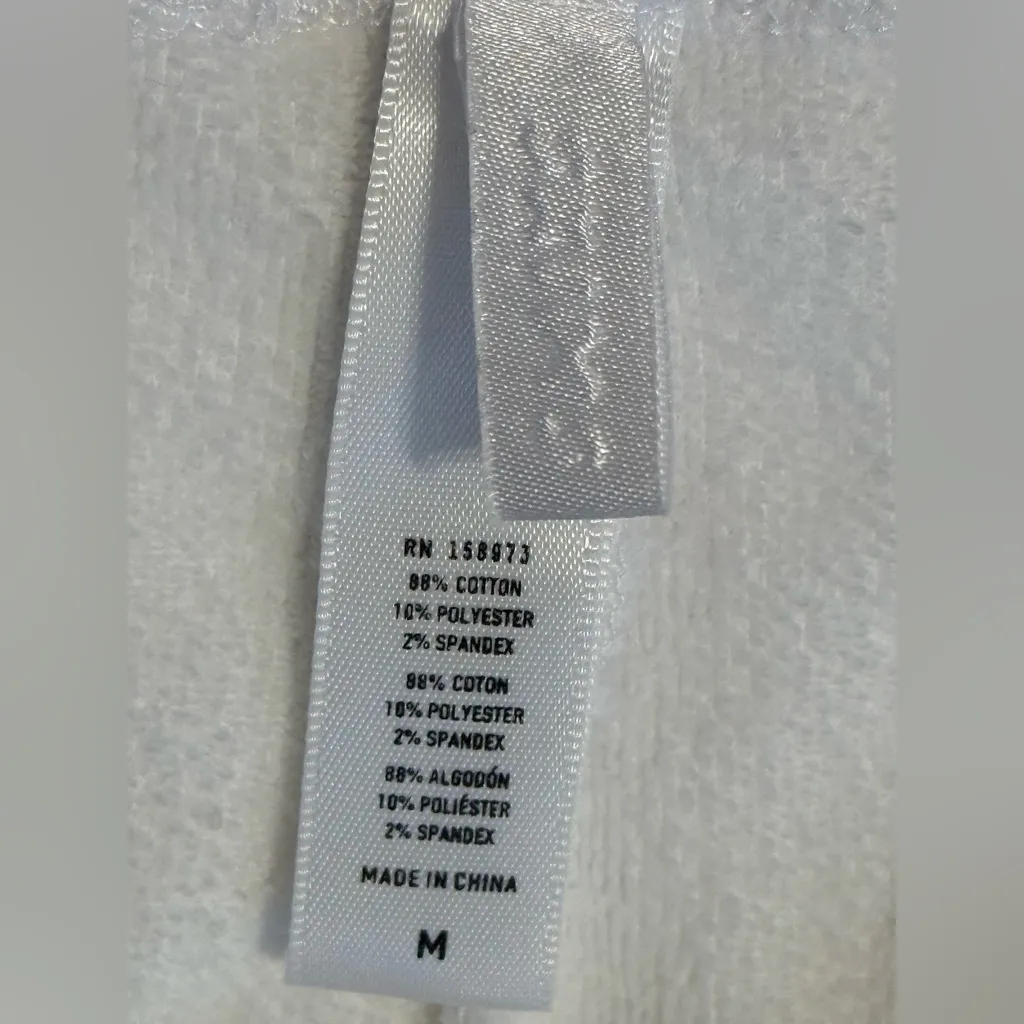 RN 158973
88% COTTON
10% POLYESTER
2% SPANDEX
88% COTON
10% POLYESTER
2% SPANDEX
88% ALGODÓN
10% POLIÉSTER
2% SPANDEX
MADE IN CHINA
M